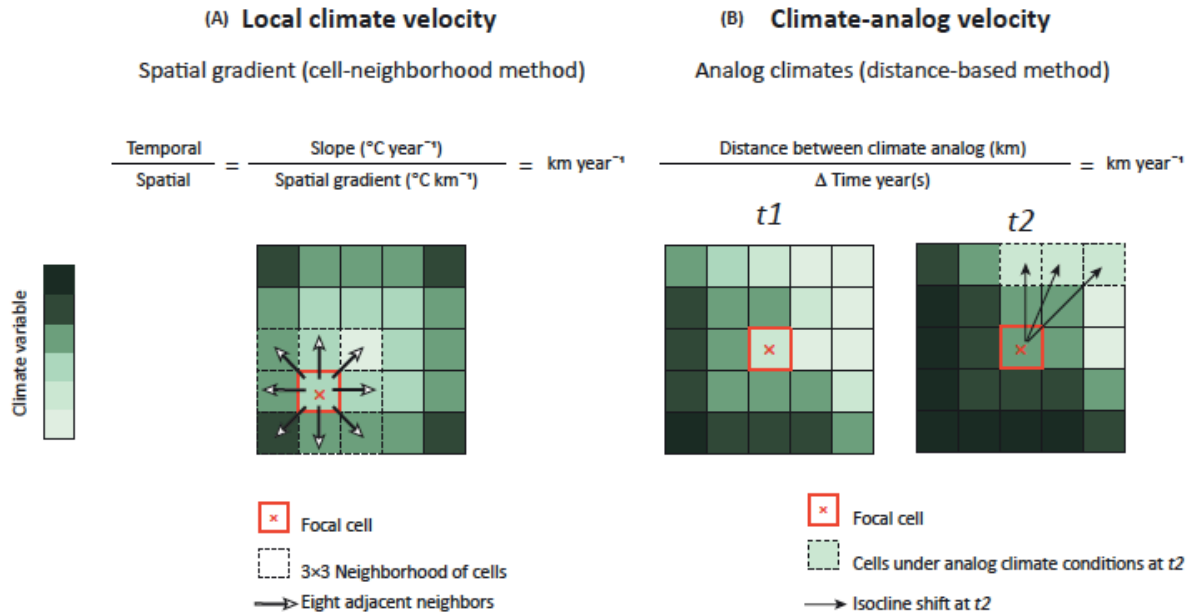 (A) Local climate velocity
Spatial gradient (cell-neighborhood method)
Temporal
Spatial
=
Slope (°C year⁻¹)
Spatial gradient (°C km⁻¹)
= km year⁻¹
Climate variable
×
× Focal cell
3×3 Neighborhood of cells
Eight adjacent neighbors
(B) Climate-analog velocity
Analog climates (distance-based method)
Distance between climate analog (km)
Δ Time year(s)
= km year⁻¹
t1
t2
×
×
× Focal cell
Cells under analog climate conditions at t2
Isocline shift at t2